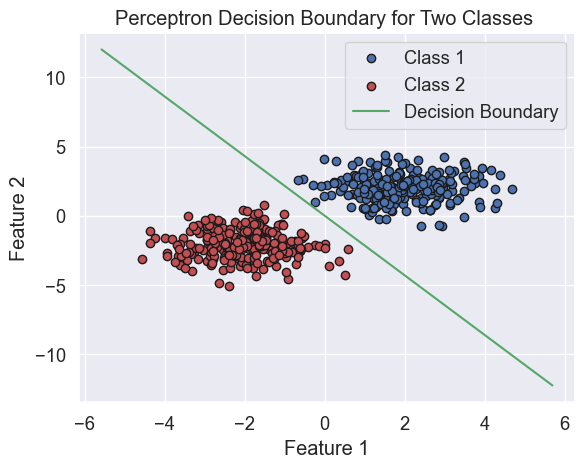 Perceptron Decision Boundary for Two Classes
Class 1
Class 2
Decision Boundary
10
5
0
−5
−10
Feature 2
−6 −4 −2 0 2 4 6
Feature 1